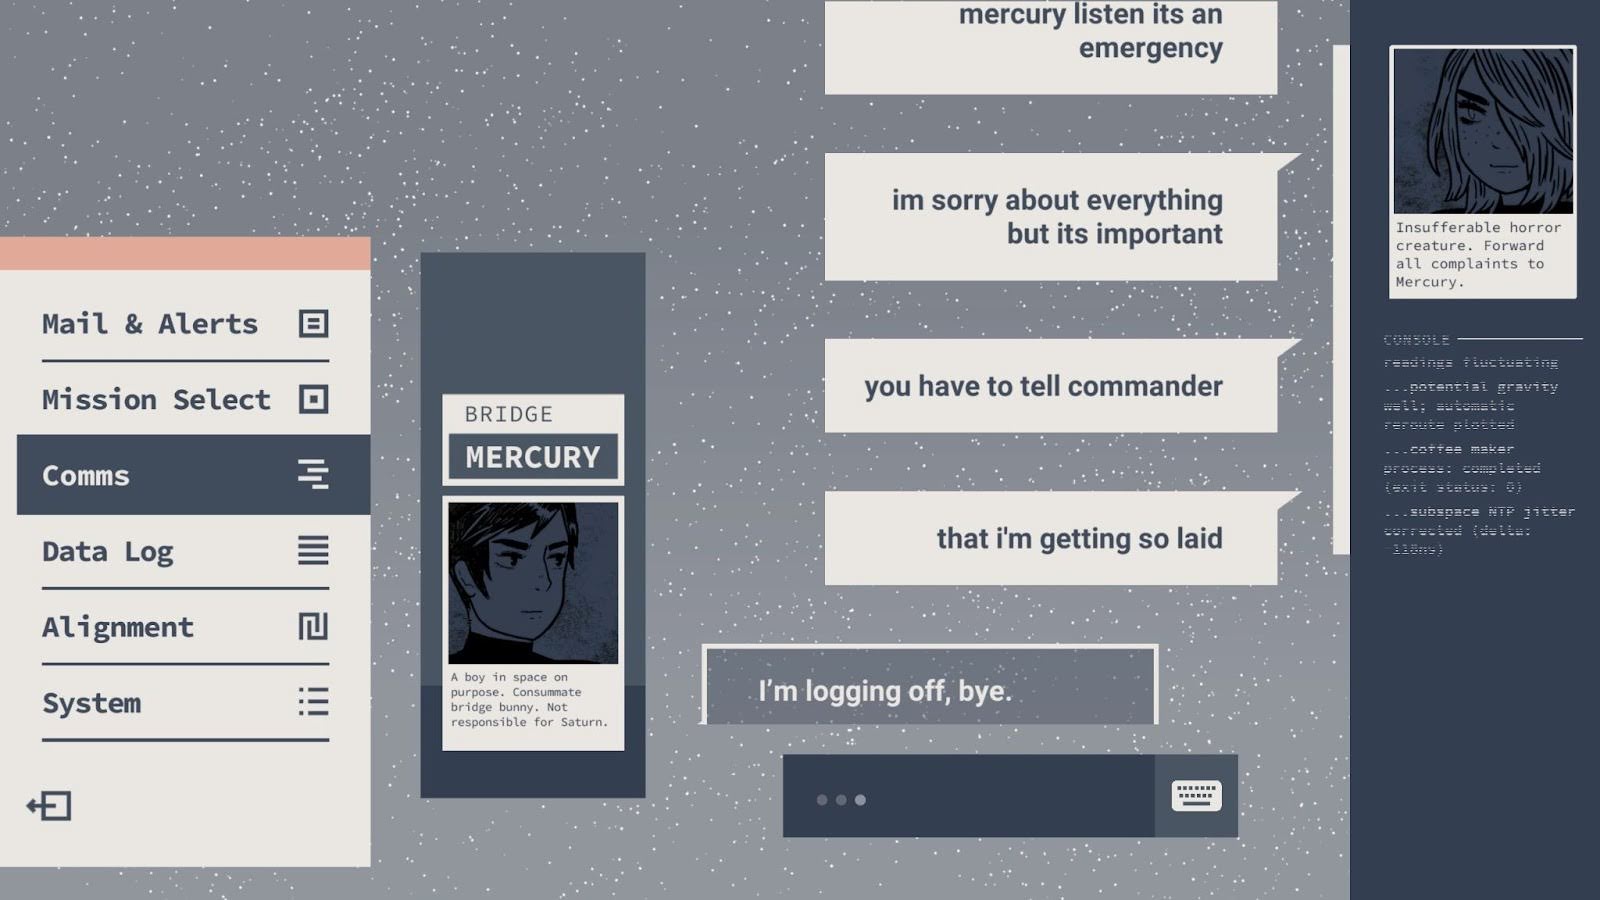 Mail & Alerts
Mission Select
Comms
Data Log
Alignment
System
BRIDGE
MERCURY
A boy in space on
purpose. Consummate
bridge bunny. Not
responsible for Saturn.
mercury listen its an
emergency
im sorry about everything
but its important
you have to tell commander
that i'm getting so laid
I’m logging off, bye.
Insufferable horror
creature. Forward
all complaints to
Mercury.
CONSOLE
readings fluctuating
...potential gravity
well; automatic
reroute plotted
...coffee maker
process: completed
(exit status: 0)
...subspace NTP jitter
corrected (delta:
-118ns)